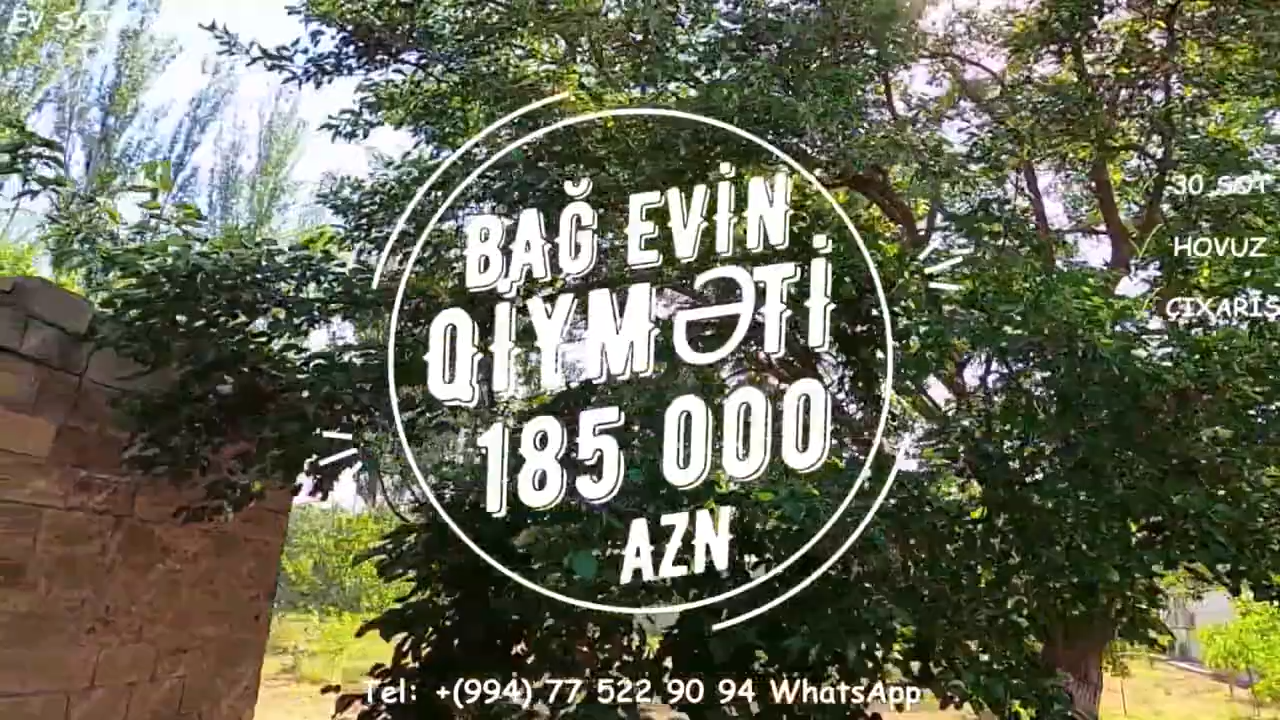 EV SAT
30 SOT
HOVUZ
ÇIXARIŞ
BAĞ EVİN
QİYMƏTİ
185 000
AZN
Tel: +(994) 77 522 90 94 WhatsApp